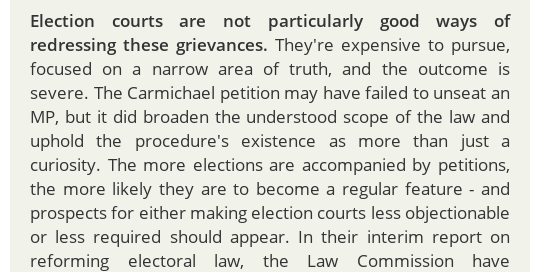 Election courts are not particularly good ways of
redressing these grievances. They're expensive to pursue,
focused on a narrow area of truth, and the outcome is
severe. The Carmichael petition may have failed to unseat an
MP, but it did broaden the understood scope of the law and
uphold the procedure's existence as more than just a
curiosity. The more elections are accompanied by petitions,
the more likely they are to become a regular feature - and
prospects for either making election courts less objectionable
or less required should appear. In their interim report on
reforming electoral law, the Law Commission have